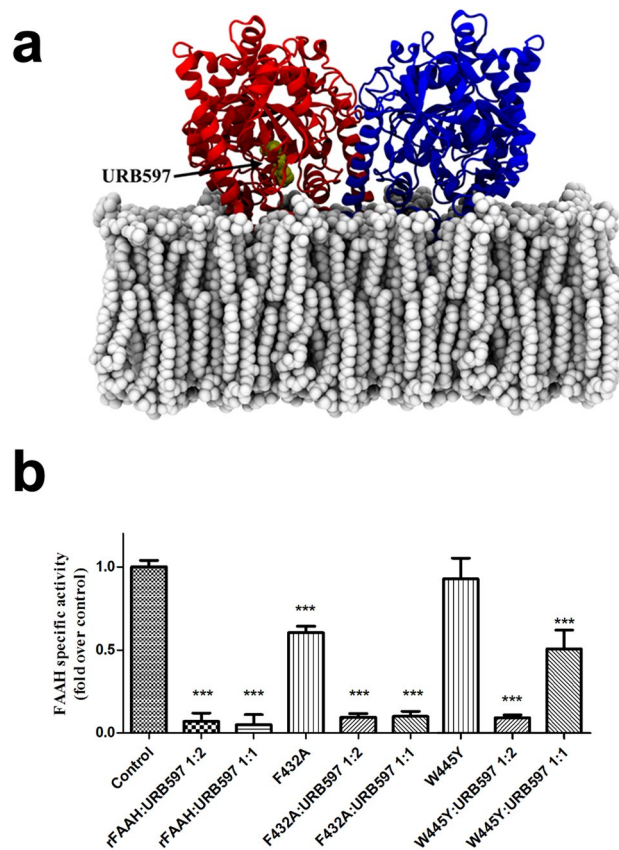 a
URB597
b
FAAH specific activity
(fold over control)
1.0
0.5
0.0
***
***
***
***
***
***
***
Control
rFAAH:URB597 1:2
rFAAH:URB597 1:1
F432A
F432A:URB597 1:2
F432A:URB597 1:1
W445Y
W445Y:URB597 1:2
W445Y:URB597 1:1